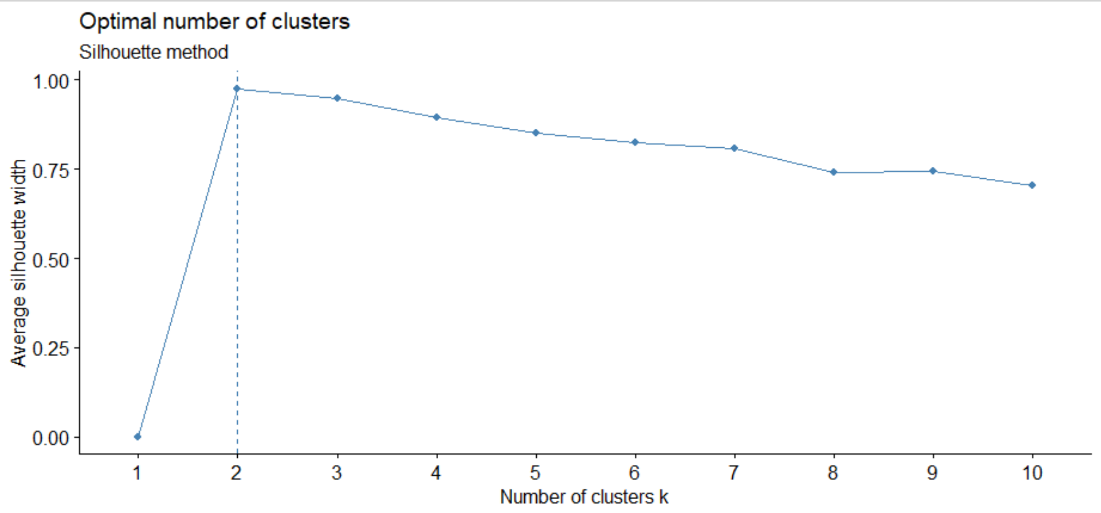 Optimal number of clusters
Silhouette method
1.00
0.75
0.50
0.25
0.00
Average silhouette width
1 2 3 4 5 6 7 8 9 10
Number of clusters k